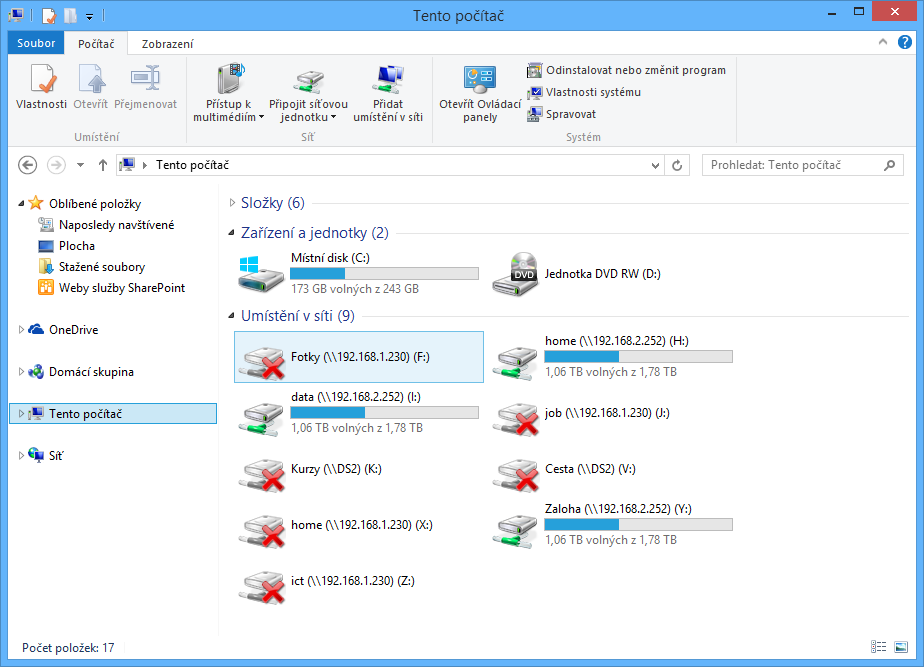 Tento počítač
Soubor
Počítač
Zobrazení
Vlastnosti
Otevřít
Přejmenovat
Umístění
Přístup k
multimédiím
Připojit síťovou
jednotku
Přidat
umístění v síti
Síť
Otevřít Ovládací
panely
Odinstalovat nebo změnit program
Vlastnosti systému
Spravovat
Systém
Tento počítač
Prohledat: Tento počítač
Oblíbené položky
Naposledy navštívené
Plocha
Stažené soubory
Weby služby SharePoint
OneDrive
Domácí skupina
Tento počítač
Síť
Složky (6)
Zařízení a jednotky (2)
Místní disk (C:)
173 GB volných z 243 GB
DVD
Jednotka DVD RW (D:)
Umístění v síti (9)
Fotky (\\192.168.1.230) (F:)
home (\\192.168.2.252) (H:)
1,06 TB volných z 1,78 TB
data (\\192.168.2.252) (I:)
1,06 TB volných z 1,78 TB
job (\\192.168.1.230) (J:)
Kurzy (\\DS2) (K:)
Cesta (\\DS2) (V:)
home (\\192.168.1.230) (X:)
Zaloha (\\192.168.2.252) (Y:)
1,06 TB volných z 1,78 TB
ict (\\192.168.1.230) (Z:)
Počet položek: 17